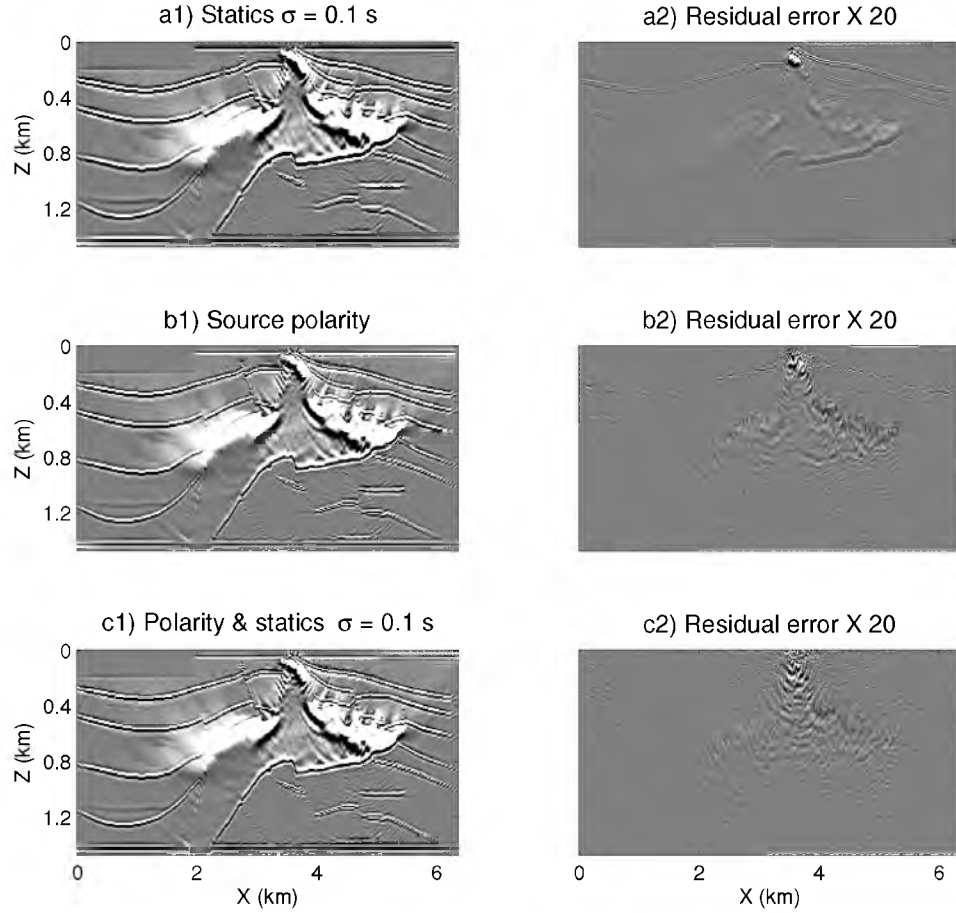 a1) Statics σ = 0.1 s
a2) Residual error X 20
0
0.4
0.8
1.2
Z (km)
b1) Source polarity
b2) Residual error X 20
0
0.4
0.8
1.2
Z (km)
c1) Polarity & statics σ = 0.1 s
c2) Residual error X 20
0
0.4
0.8
1.2
Z (km)
0 2 4 6
0 2 4 6
X (km)
X (km)